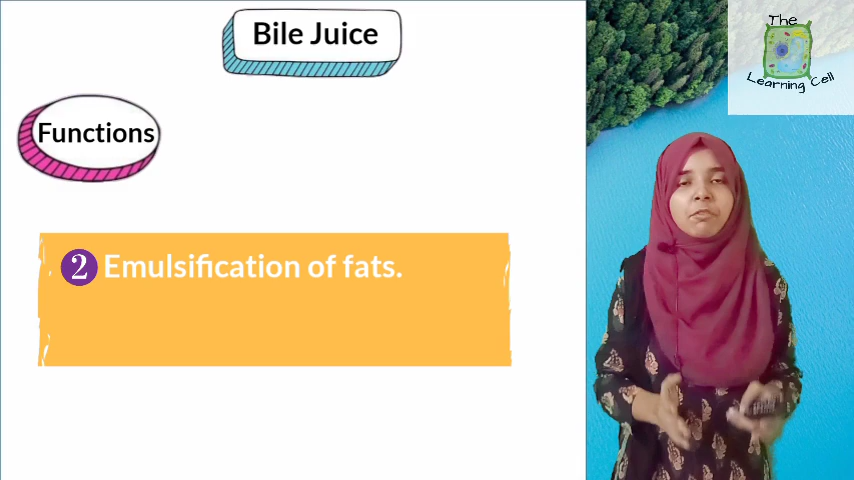 Bile Juice
The
Learning Cell
Functions
2 Emulsification of fats.